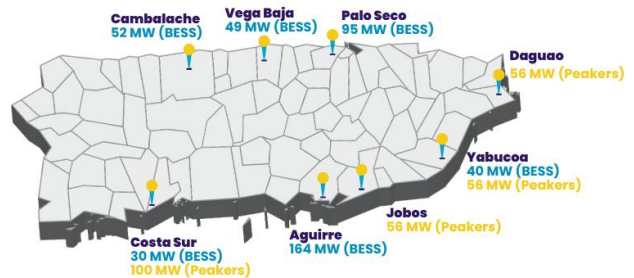 Cambalache
52 MW (BESS)
Vega Baja
49 MW (BESS)
Palo Seco
95 MW (BESS)
Daguao
56 MW (Peakers)
Yabucoa
40 MW (BESS)
56 MW (Peakers)
Jobos
56 MW (Peakers)
Aguirre
164 MW (BESS)
Costa Sur
30 MW (BESS)
100 MW (Peakers)